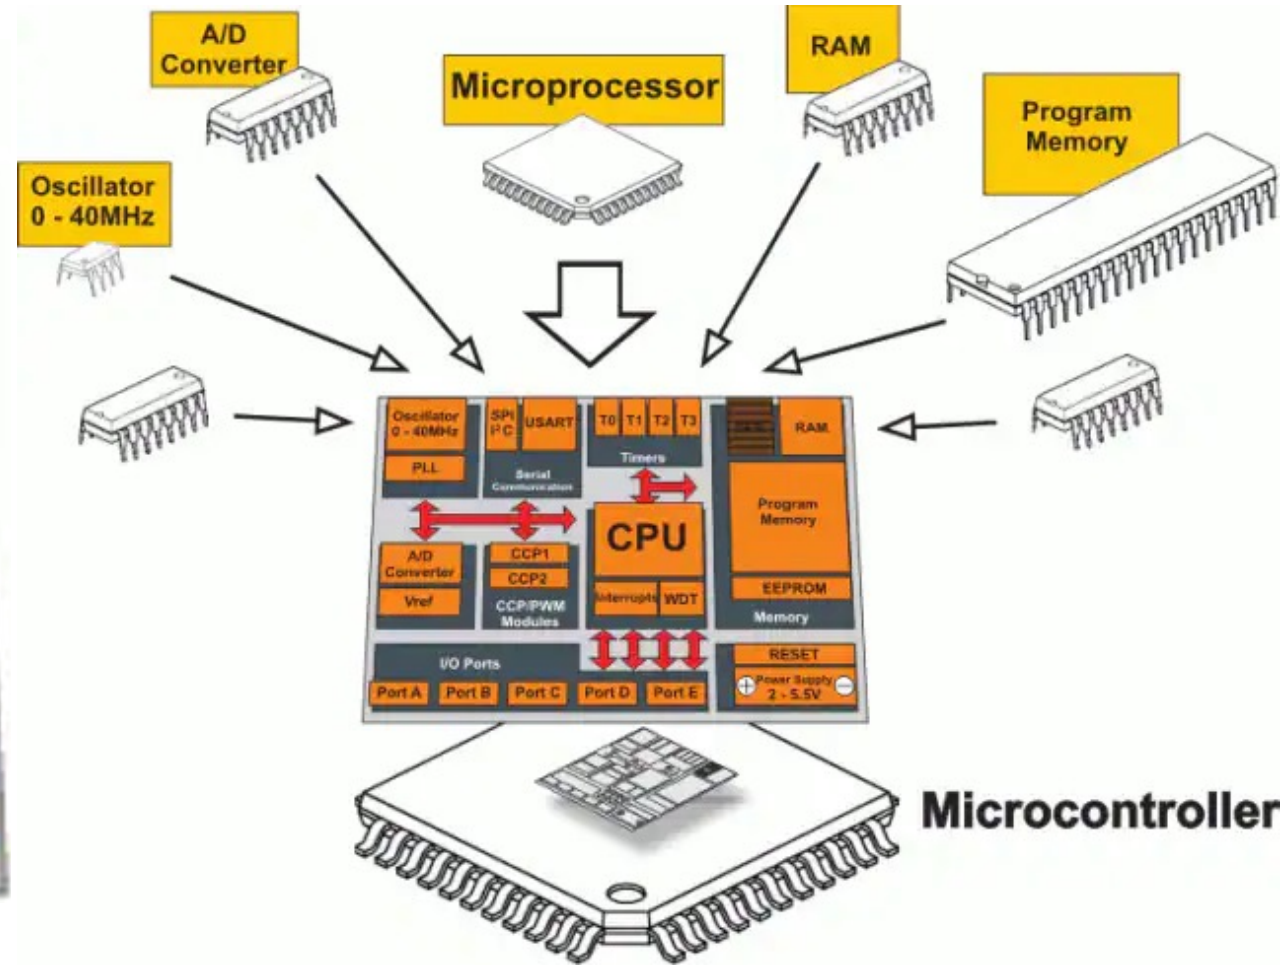 A/D
Converter
Microprocessor
RAM
Program
Memory
Oscillator
0 - 40MHz
Oscillator
0 - 40MHz
PLL
SPI
I²C
USART
Serial
Communication
T0
T1
T2
T3
Timers
RAM
Program
Memory
EEPROM
Memory
A/D
Converter
Vref
CCP1
CCP2
CCP/PWM
Modules
CPU
Interrupts
WDT
I/O Ports
Port A
Port B
Port C
Port D
Port E
RESET
Power Supply
2 - 5.5V
Microcontroller